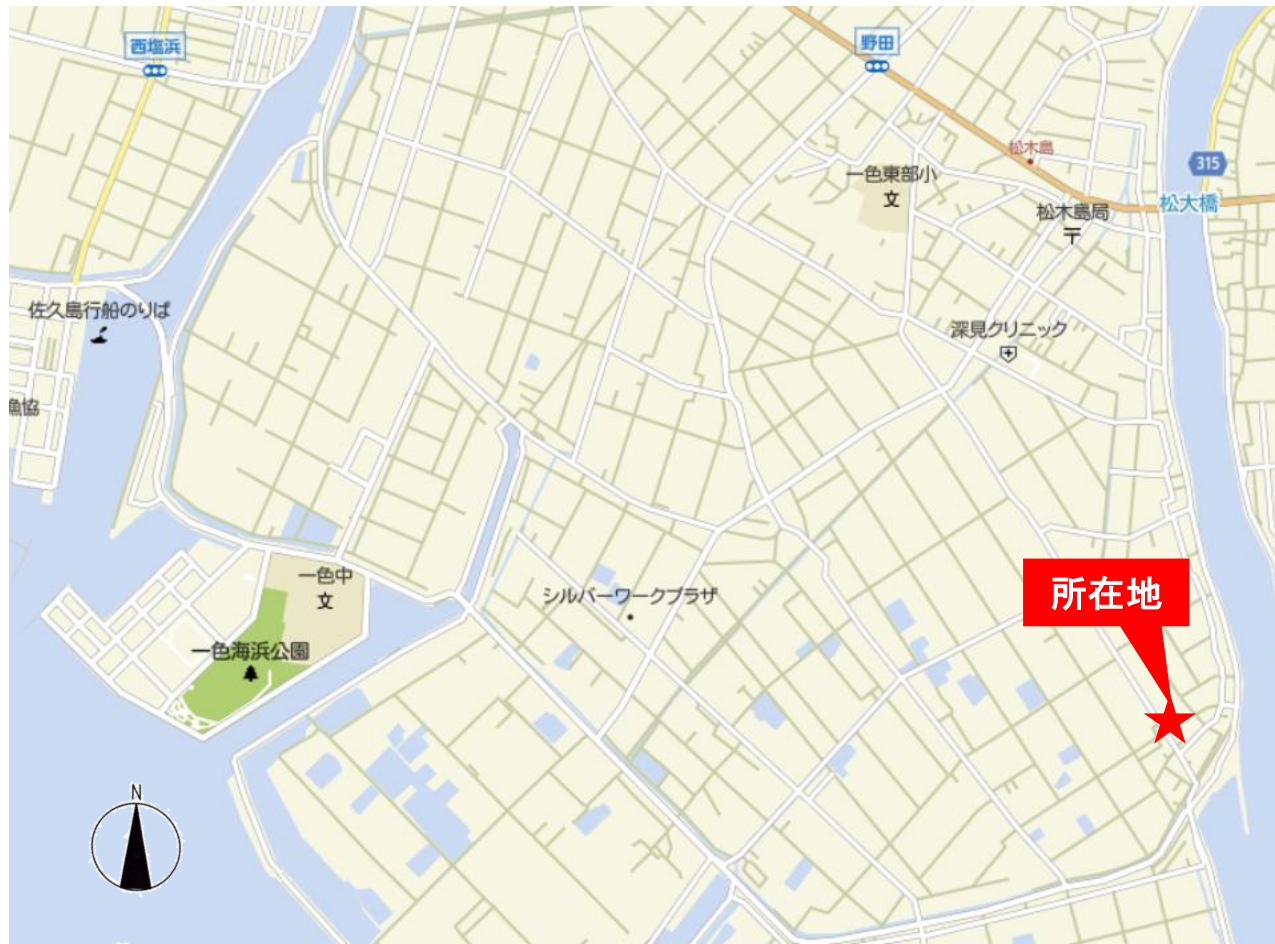 西塩浜
野田
松木島
315
一色東部小
文
松木島局
松大橋
佐久島行船のりば
深見クリニック
魚協
一色中
文
シルバーワークプラザ
所在地
一色海浜公園
N